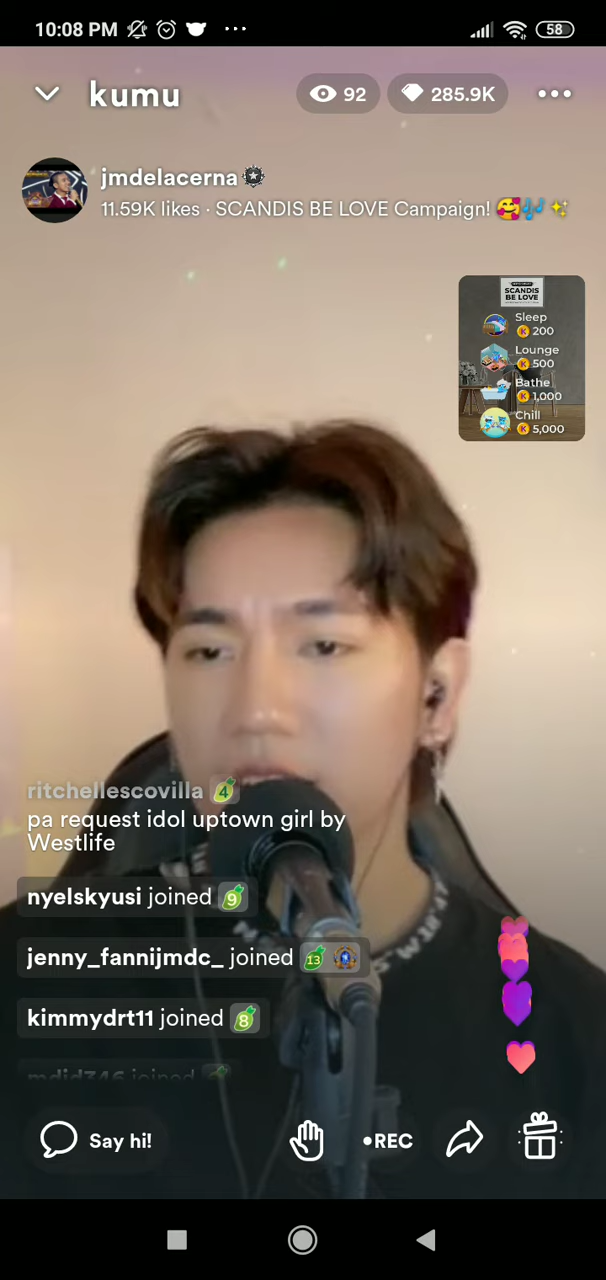 10:08 PM
58
kumu
92
285.9K
jmdelacerna
11.59K likes · SCANDIS BE LOVE Campaign! 🥰🎶✨
SCANDIS
BE LOVE
Sleep
K 200
Lounge
K 500
Bathe
K 1,000
Chill
K 5,000
ritchellescovilla 4
pa request idol uptown girl by
Westlife
nyelskyusi joined 9
jenny_fannijmdc_ joined 13
kimmydrt11 joined 8
mdjd346 joined
Say hi!
•REC